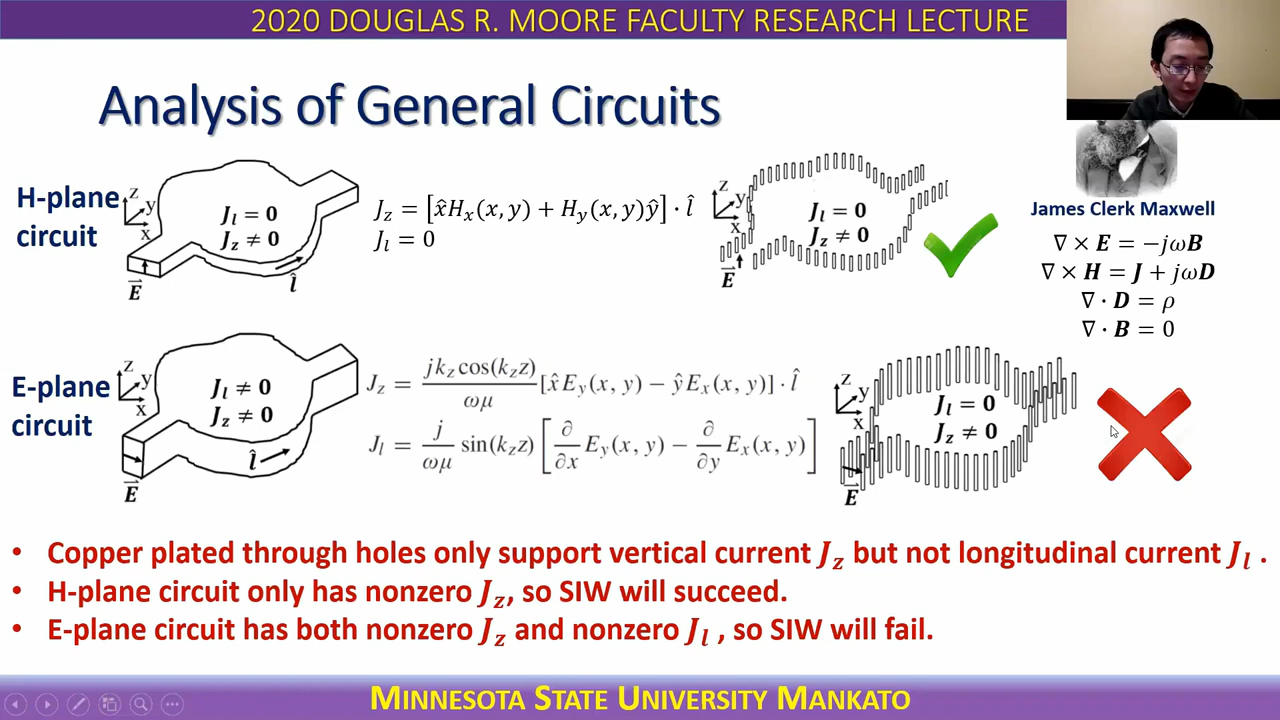 2020 DOUGLAS R. MOORE FACULTY RESEARCH LECTURE
Analysis of General Circuits
H-plane
circuit
z
y
x
J_l = 0
J_z ≠ 0
E⃗
l̂
J_z = [x̂H_x(x, y) + H_y(x, y)ŷ] · l̂
J_l = 0
z
y
x
J_l = 0
J_z ≠ 0
E⃗
James Clerk Maxwell
∇ × E = −jωB
∇ × H = J + jωD
∇ · D = ρ
∇ · B = 0
E-plane
circuit
z
y
x
J_l ≠ 0
J_z ≠ 0
l̂
E⃗
J_z = jk_z cos(k_z z)/ωμ [x̂E_y(x, y) − ŷE_x(x, y)] · l̂
J_l = j/ωμ sin(k_z z) [∂/∂x E_y(x, y) − ∂/∂y E_x(x, y)]
z
y
x
J_l = 0
J_z ≠ 0
E⃗
• Copper plated through holes only support vertical current J_z but not longitudinal current J_l .
• H-plane circuit only has nonzero J_z, so SIW will succeed.
• E-plane circuit has both nonzero J_z and nonzero J_l , so SIW will fail.
MINNESOTA STATE UNIVERSITY MANKATO